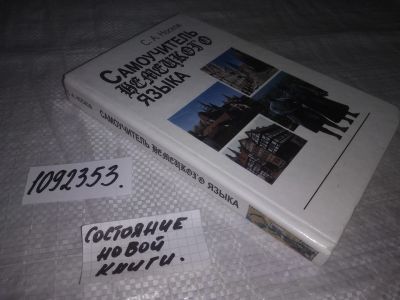 С. А. Носков
САМОУЧИТЕЛЬ
НЕМЕЦКОГО
ЯЗЫКА
САМОУЧИТЕЛЬ НЕМЕЦКОГО ЯЗЫКА
1092353.
СОСТОЯНИЕ
НОВОЙ
КНИГИ.